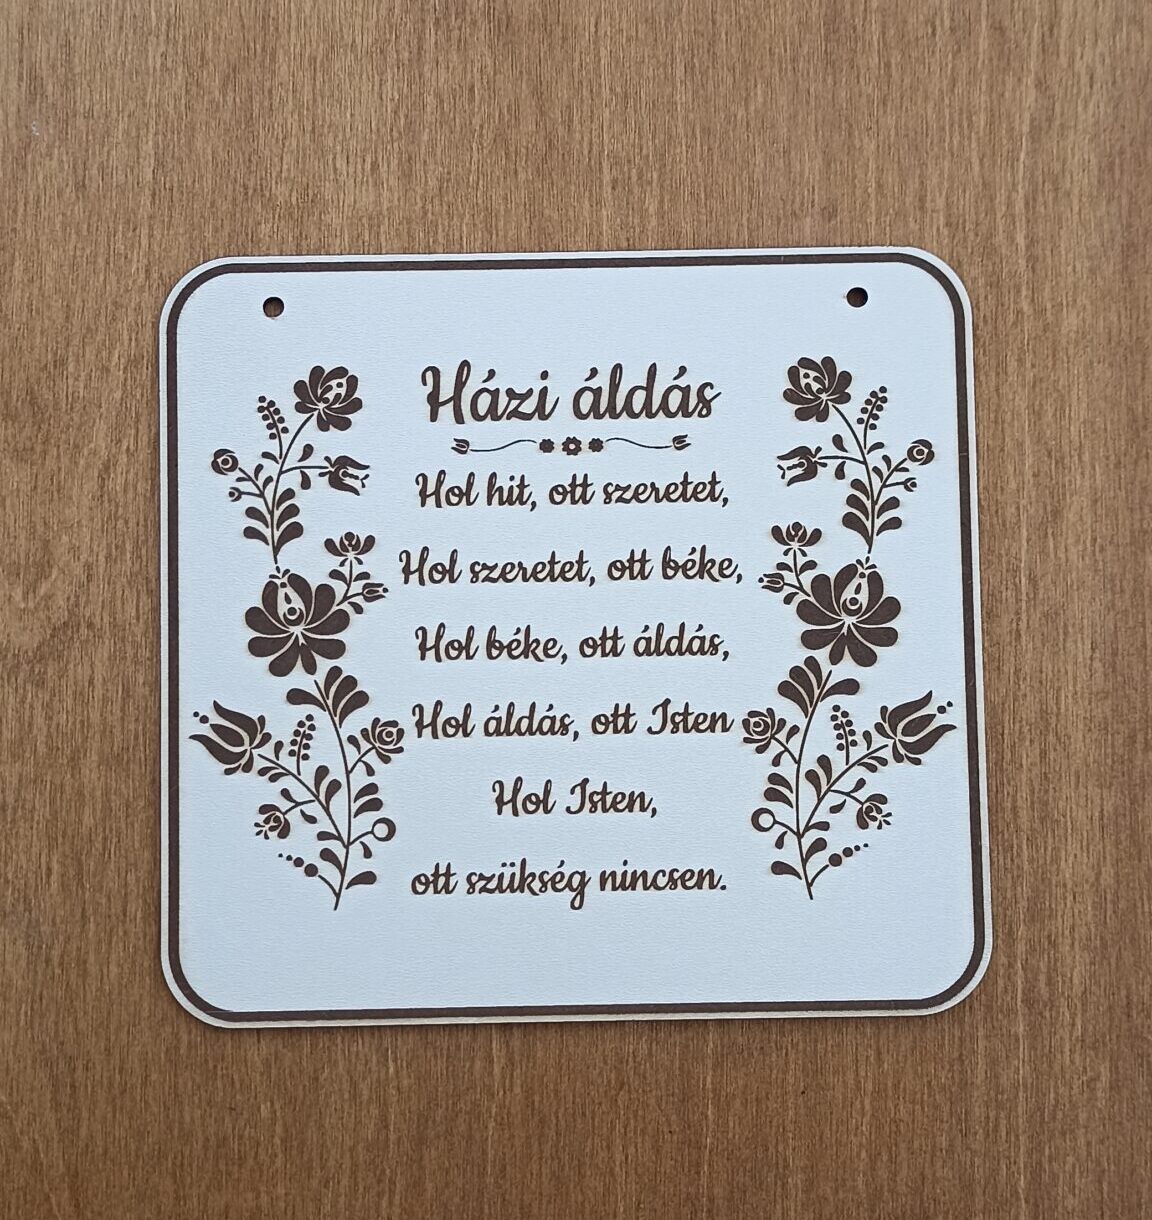 Házi áldás
Hol hit, ott szeretet,
Hol szeretet, ott béke,
Hol béke, ott áldás,
Hol áldás, ott Isten
Hol Isten,
ott szükség nincsen.